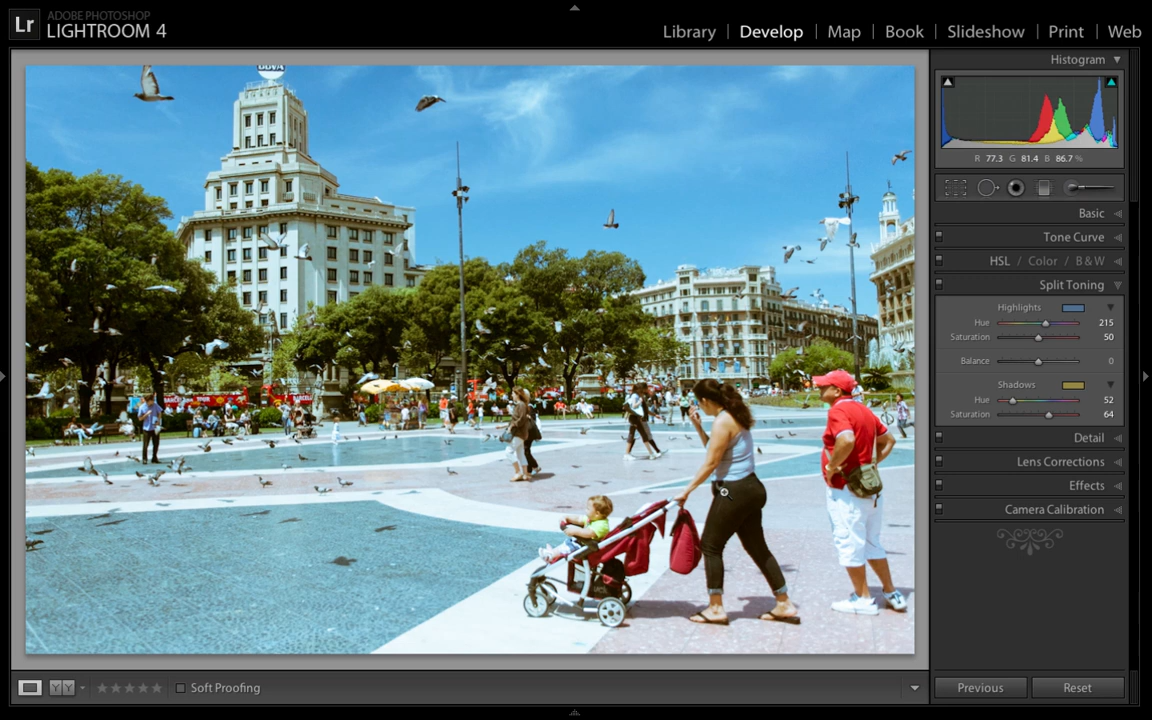 Lr
ADOBE PHOTOSHOP
LIGHTROOM 4
Library | Develop | Map | Book | Slideshow | Print | Web
Histogram
R 77.3 G 81.4 B 86.7 %
Basic
Tone Curve
HSL / Color / B & W
Split Toning
Highlights
Hue 215
Saturation 50
Balance 0
Shadows
Hue 52
Saturation 64
Detail
Lens Corrections
Effects
Camera Calibration
BBVA
YY
Soft Proofing
Previous
Reset